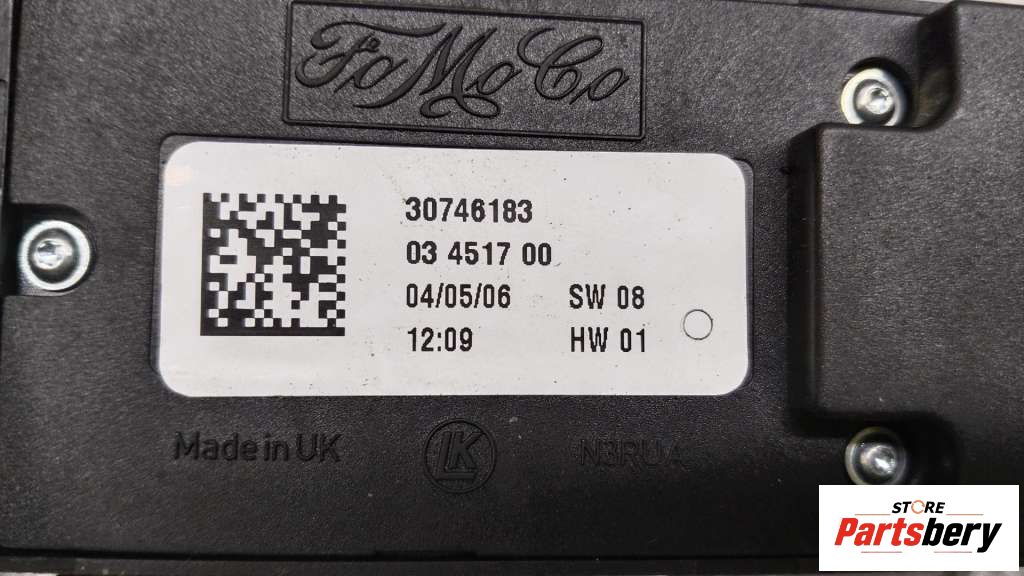 FoMoCo
30746183
03 4517 00
04/05/06 SW 08
12:09 HW 01
Made in UK LK
STORE
Partsbery